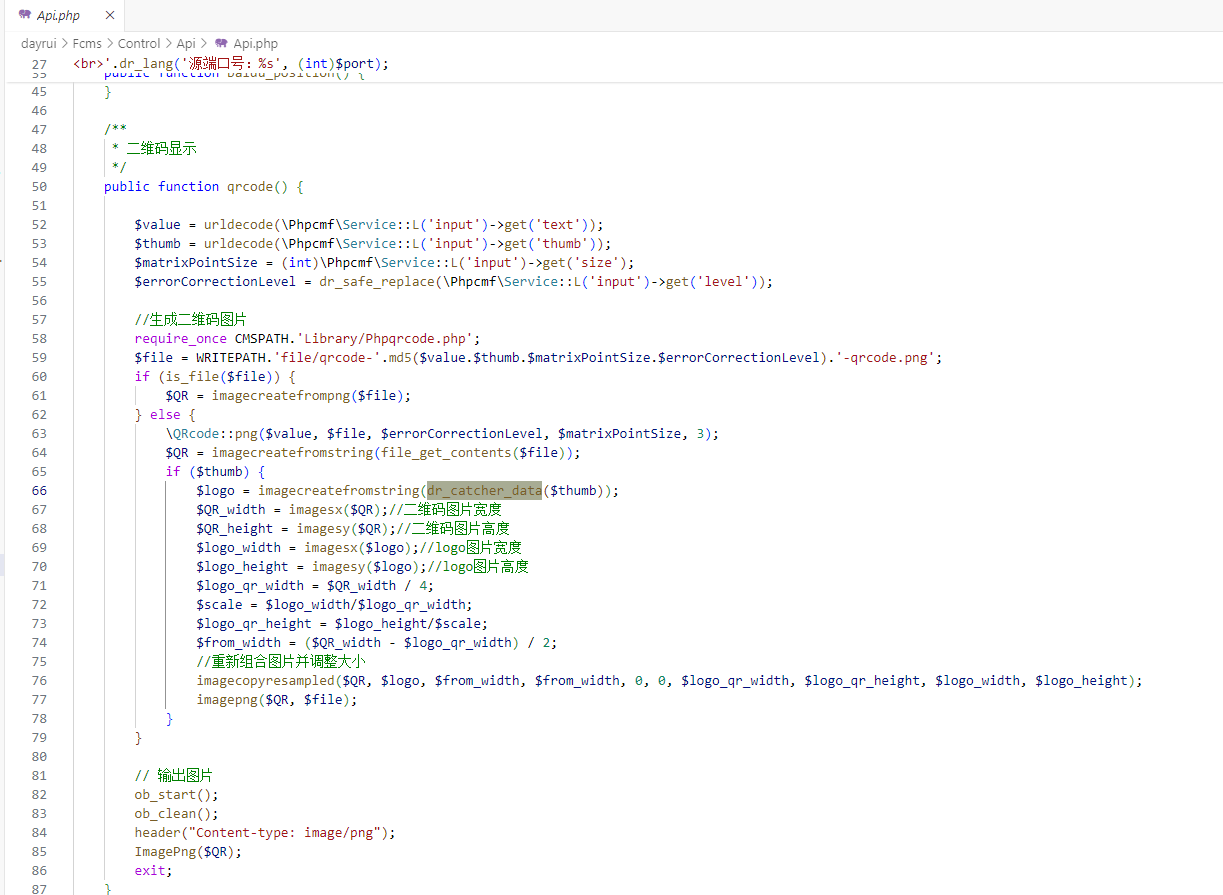 Api.php ×
dayrui > Fcms > Control > Api > Api.php
27 <br>'.dr_lang('源端口号：%s', (int)$port);
35 public function baidu_position() {
45 }
46
47 /**
48 * 二维码显示
49 */
50 public function qrcode() {
51
52 $value = urldecode(\Phpcmf\Service::L('input')->get('text'));
53 $thumb = urldecode(\Phpcmf\Service::L('input')->get('thumb'));
54 $matrixPointSize = (int)\Phpcmf\Service::L('input')->get('size');
55 $errorCorrectionLevel = dr_safe_replace(\Phpcmf\Service::L('input')->get('level'));
56
57 //生成二维码图片
58 require_once CMSPATH.'Library/Phpqrcode.php';
59 $file = WRITEPATH.'file/qrcode-'.md5($value.$thumb.$matrixPointSize.$errorCorrectionLevel).'-qrcode.png';
60 if (is_file($file)) {
61 $QR = imagecreatefrompng($file);
62 } else {
63 \QRcode::png($value, $file, $errorCorrectionLevel, $matrixPointSize, 3);
64 $QR = imagecreatefromstring(file_get_contents($file));
65 if ($thumb) {
66 $logo = imagecreatefromstring(dr_catcher_data($thumb));
67 $QR_width = imagesx($QR);//二维码图片宽度
68 $QR_height = imagesy($QR);//二维码图片高度
69 $logo_width = imagesx($logo);//logo图片宽度
70 $logo_height = imagesy($logo);//logo图片高度
71 $logo_qr_width = $QR_width / 4;
72 $scale = $logo_width/$logo_qr_width;
73 $logo_qr_height = $logo_height/$scale;
74 $from_width = ($QR_width - $logo_qr_width) / 2;
75 //重新组合图片并调整大小
76 imagecopyresampled($QR, $logo, $from_width, $from_width, 0, 0, $logo_qr_width, $logo_qr_height, $logo_width, $logo_height);
77 imagepng($QR, $file);
78 }
79 }
80
81 // 输出图片
82 ob_start();
83 ob_clean();
84 header("Content-type: image/png");
85 ImagePng($QR);
86 exit;
87 }